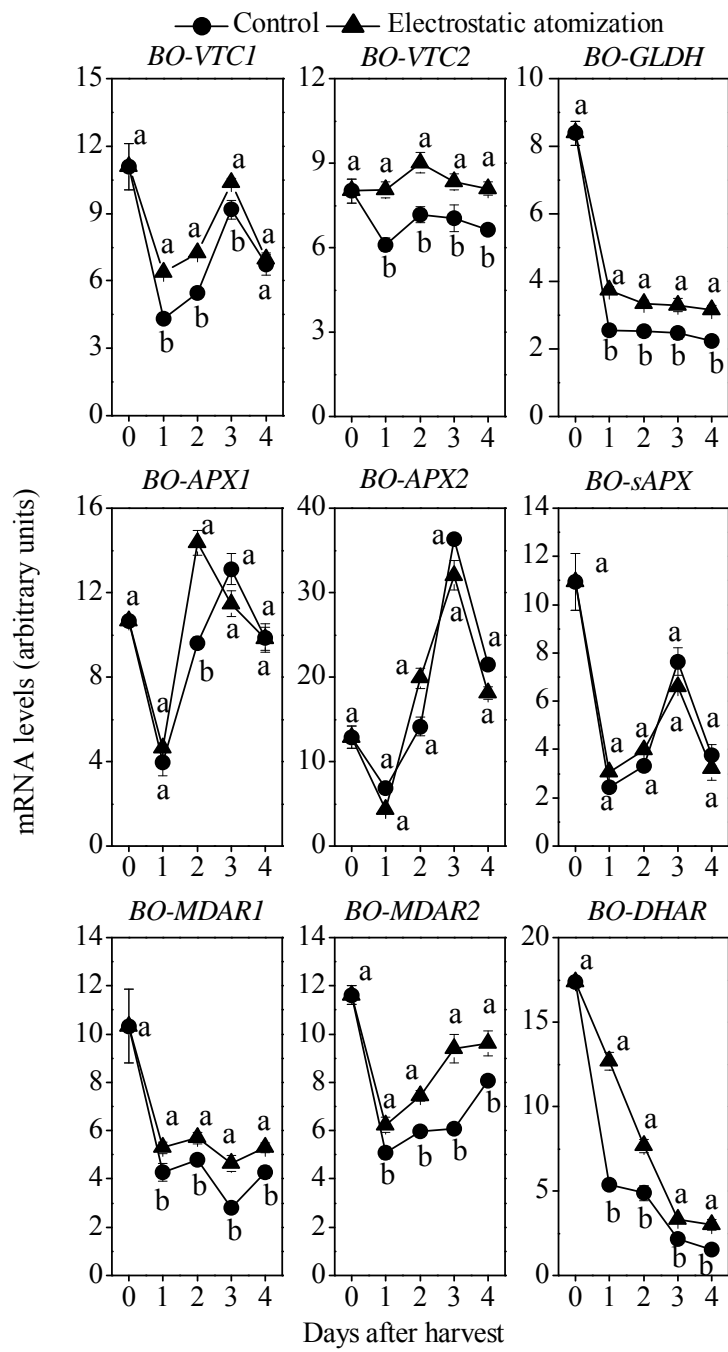 Control Electrostatic atomization
BO-VTC1 BO-VTC2 BO-GLDH
15 12 10
12 9 8
9 6 6
6 3 4
3 0 2
0 0
a a a a a b b b a
a a a a a b b b b
a a a a a b b b b
0 1 2 3 4 0 1 2 3 4 0 1 2 3 4
BO-APX1 BO-APX2 BO-sAPX
16 40 14
12 30 12
8 20 10
4 10 8
0 0 6
4
2
0
a a a a a a b a a
a a a a a a a a
a a a a a a a a a
0 1 2 3 4 0 1 2 3 4 0 1 2 3 4
mRNA levels (arbitrary units)
BO-MDAR1 BO-MDAR2 BO-DHAR
14 14 20
12 12 15
10 10 10
8 8 5
6 6 0
4 4
2 2
0 0
a a a a a b b b b
a a a a a b b b b
a a a a a b b b b
0 1 2 3 4 0 1 2 3 4 0 1 2 3 4
Days after harvest